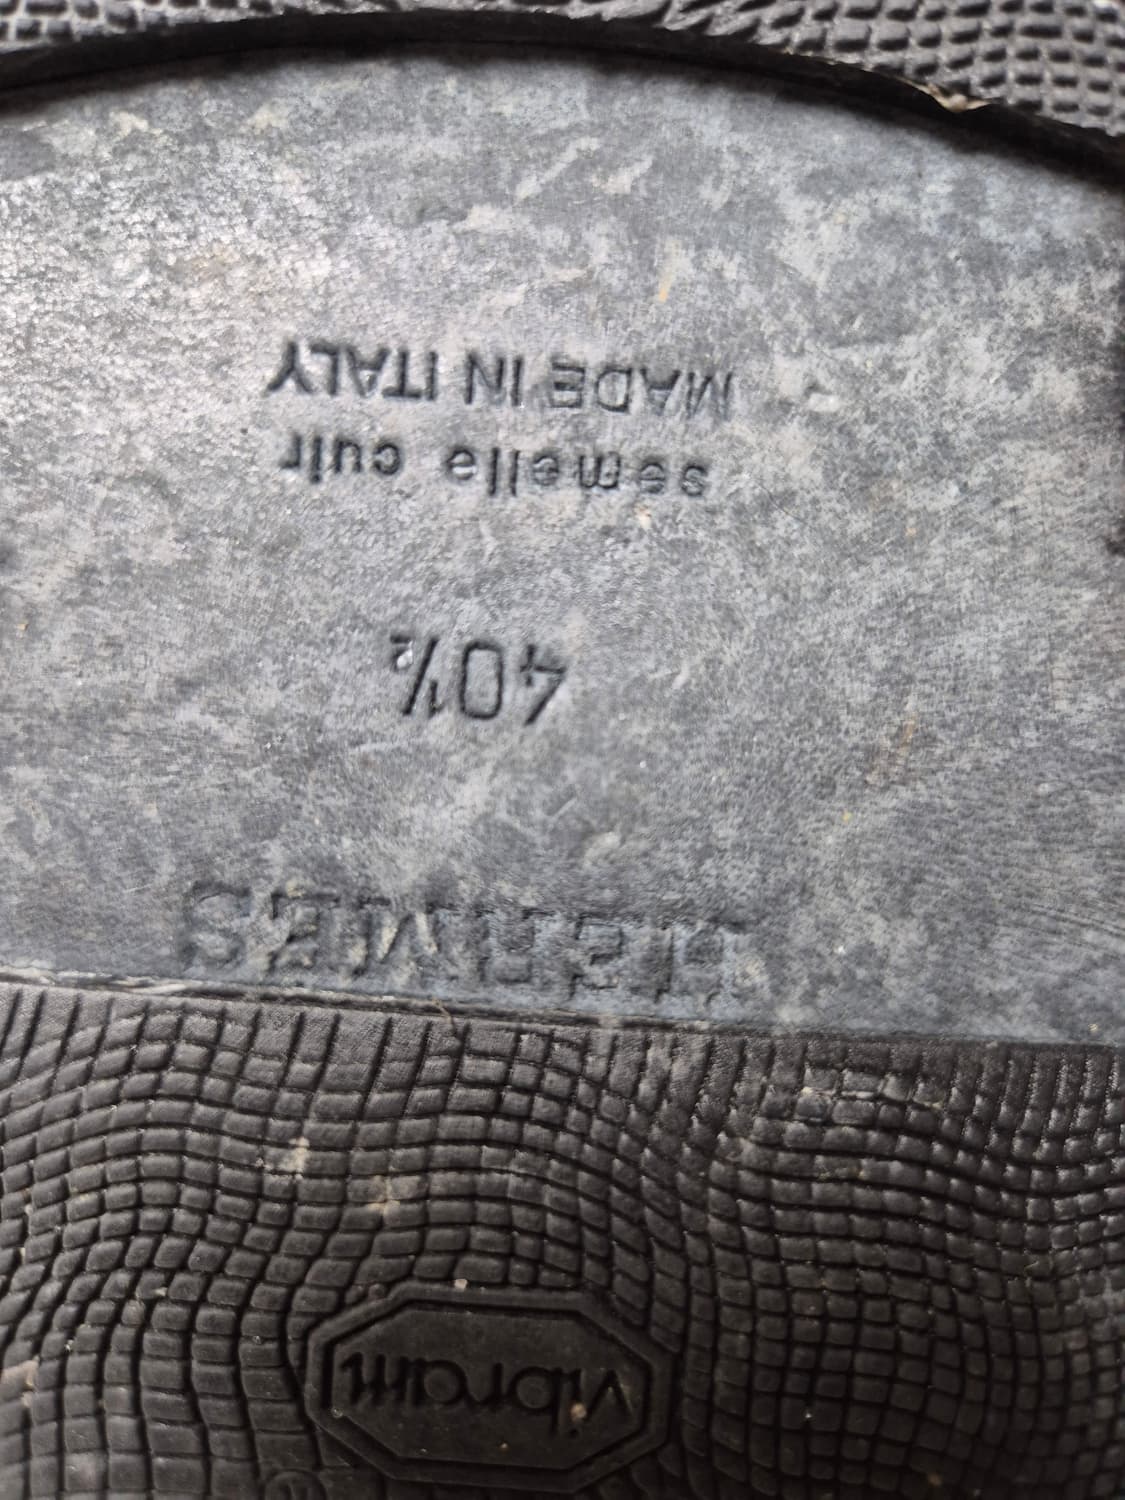 vibram
HERMES
40½
semelle cuir
MADE IN ITALY